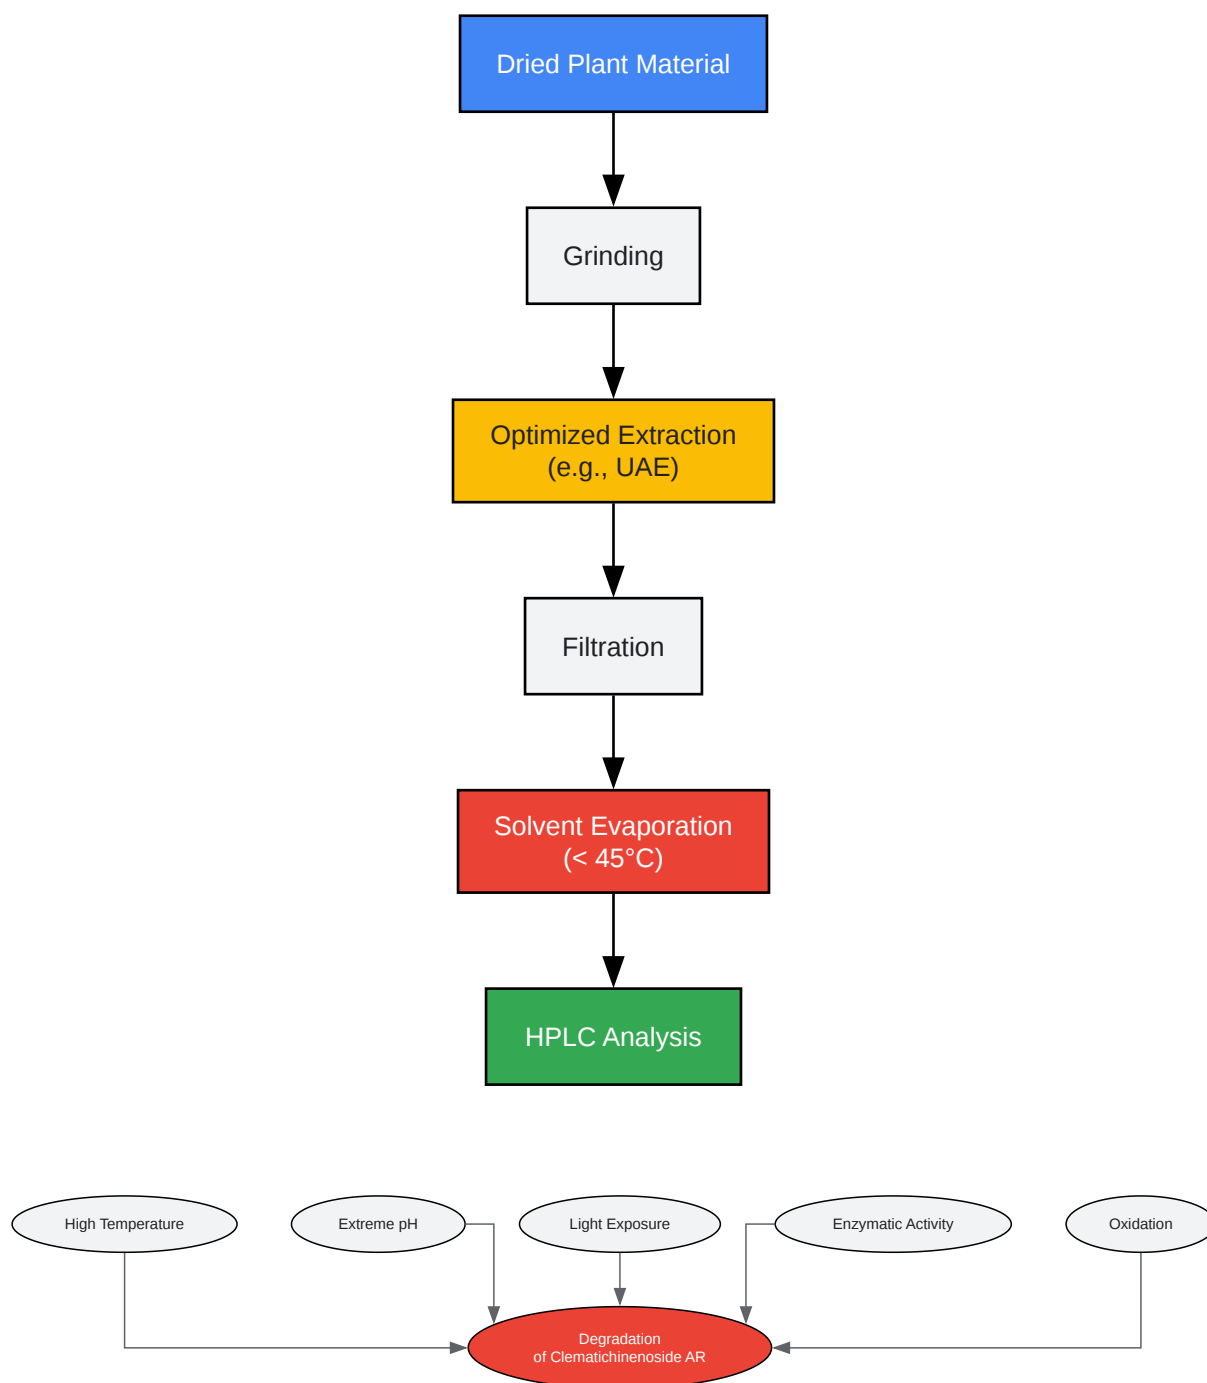 Dried Plant Material
Grinding
Optimized Extraction
(e.g., UAE)
Filtration
Solvent Evaporation
(< 45°C)
HPLC Analysis
High Temperature
Extreme pH
Light Exposure
Enzymatic Activity
Oxidation
Degradation
of Clematichinenoside AR